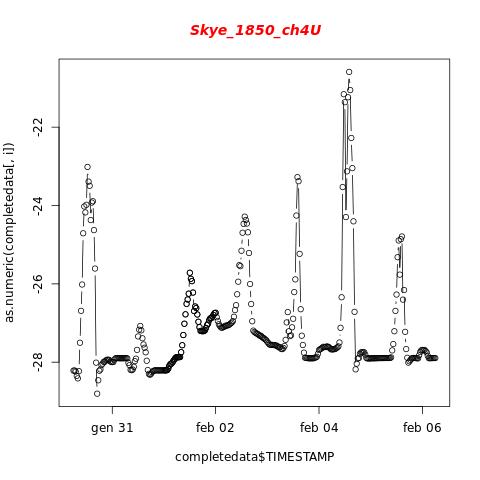 Skye_1850_ch4U
as.numeric(completedata[, i])
-22
-24
-26
-28
gen 31
feb 02
feb 04
feb 06
completedata$TIMESTAMP